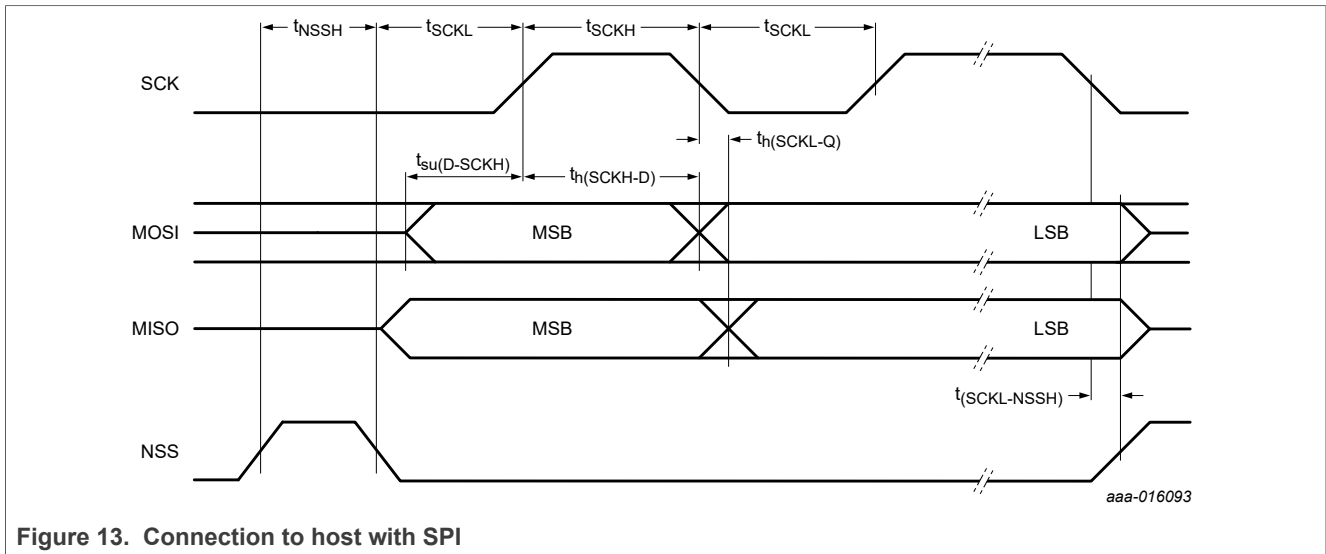 tNSSH tSCKL tSCKH tSCKL
SCK
th(SCKL-Q)
tsu(D-SCKH) th(SCKH-D)
MOSI MSB LSB
MISO MSB LSB
t(SCKL-NSSH)
NSS
aaa-016093
Figure 13. Connection to host with SPI